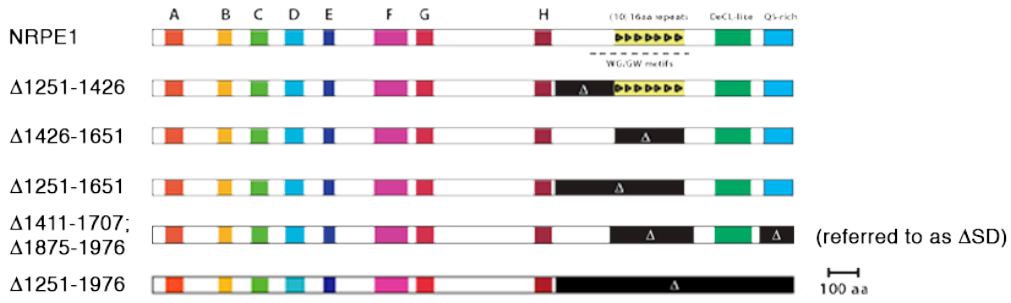 A B C D E F G H (10) 16aa repeats DeCL-like QS-rich
NRPE1
WG/GW motifs
Δ1251-1426 Δ
Δ1426-1651 Δ
Δ1251-1651 Δ
Δ1411-1707;
Δ1875-1976 Δ Δ (referred to as ΔSD)
Δ1251-1976 Δ
100 aa